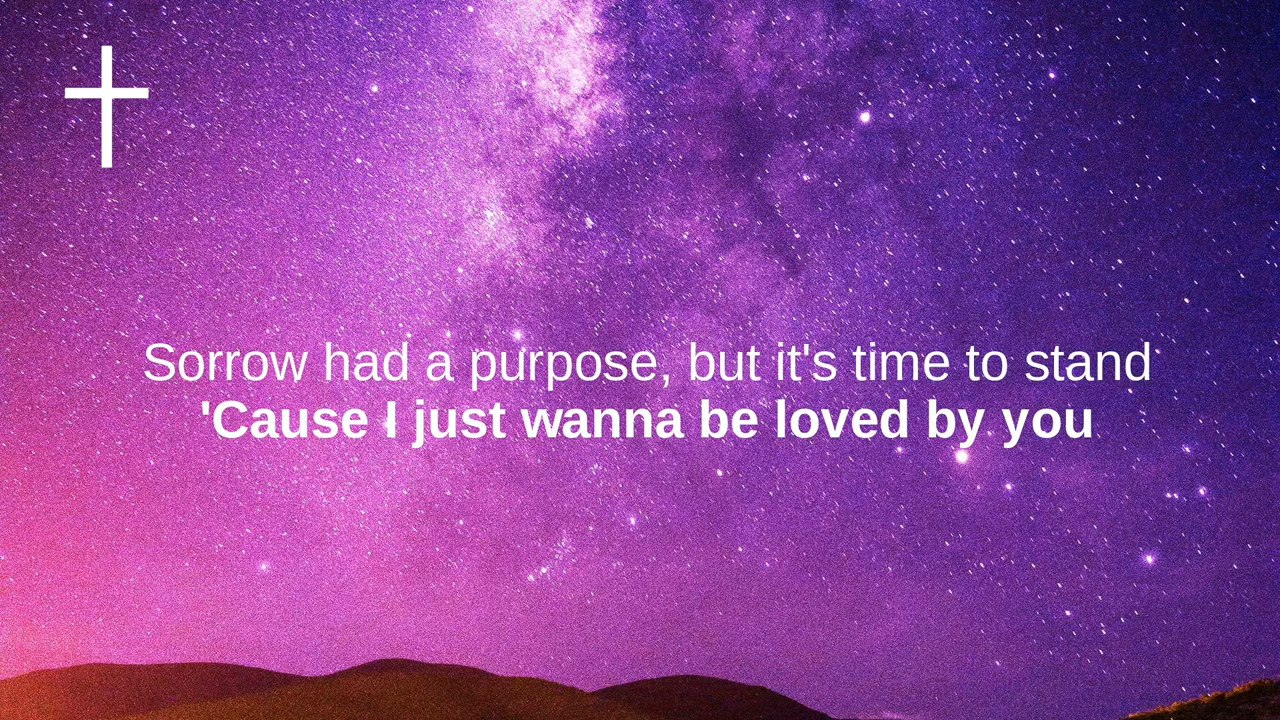 Sorrow had a purpose, but it's time to stand
'Cause I just wanna be loved by you